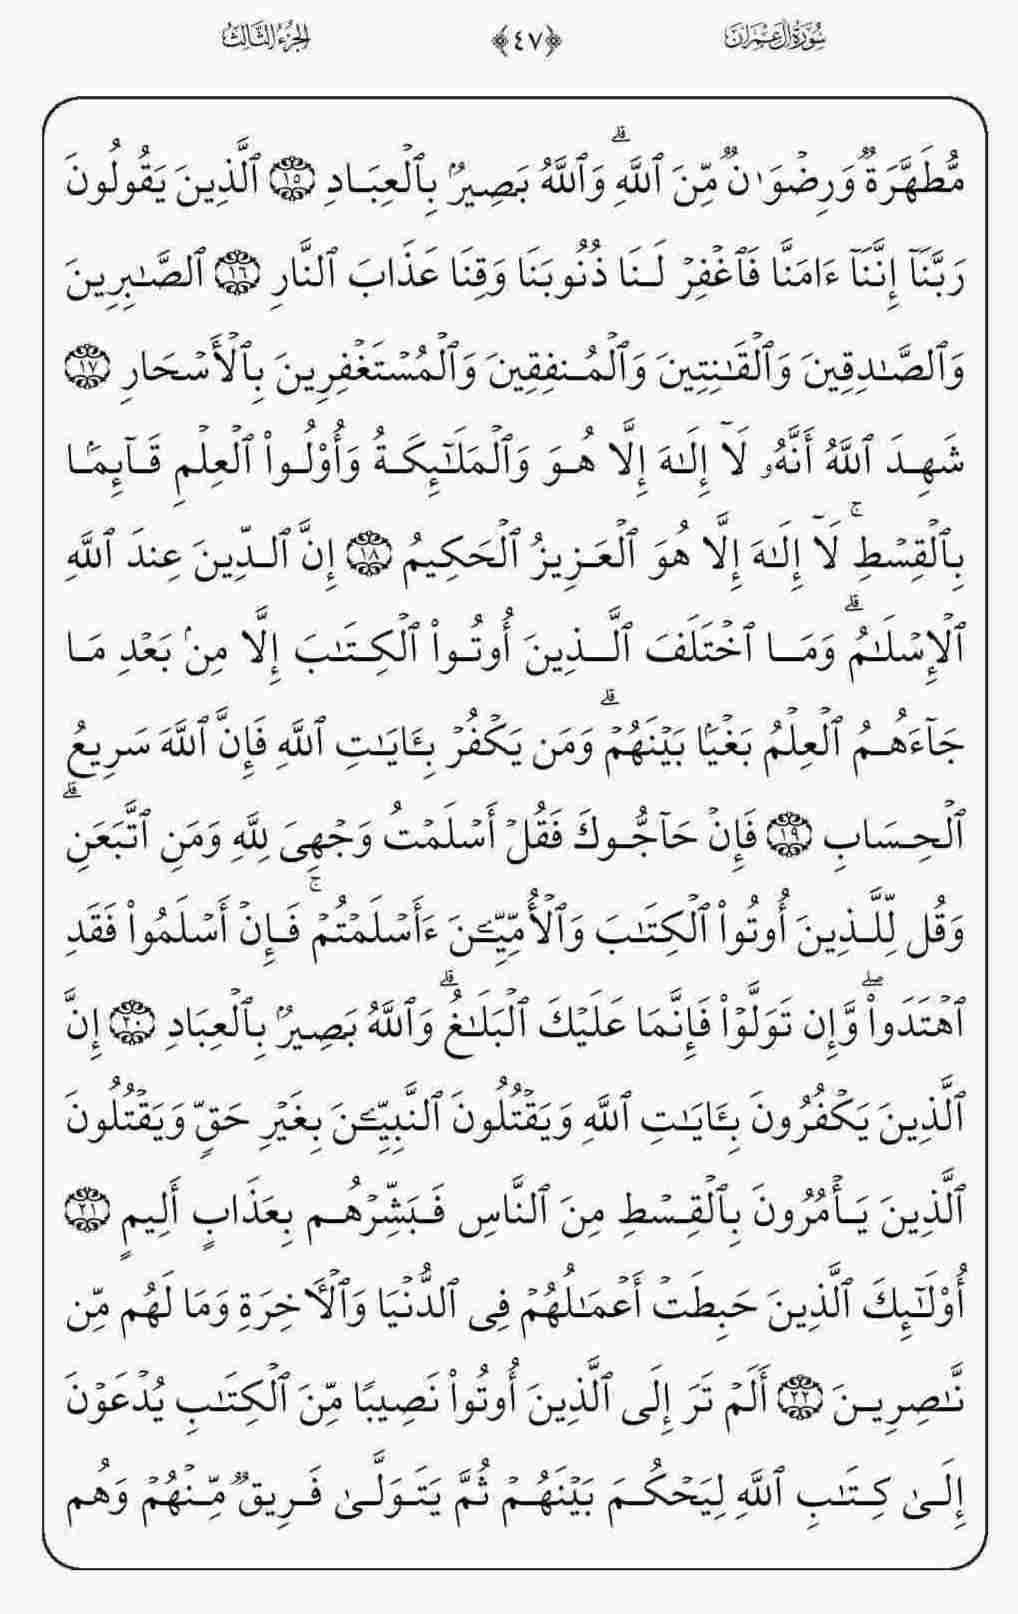 سُورَةُ آلِ عِمْرَان ﴿٤٧﴾ الجُزْءُ الثَّالِثُ
مُّطَهَّرَةٞ وَرِضۡوَٰنٞ مِّنَ ٱللَّهِۗ وَٱللَّهُ بَصِيرُۢ بِٱلۡعِبَادِ ١٥ ٱلَّذِينَ يَقُولُونَ
رَبَّنَآ إِنَّنَآ ءَامَنَّا فَٱغۡفِرۡ لَنَا ذُنُوبَنَا وَقِنَا عَذَابَ ٱلنَّارِ ١٦ ٱلصَّٰبِرِينَ
وَٱلصَّٰدِقِينَ وَٱلۡقَٰنِتِينَ وَٱلۡمُنفِقِينَ وَٱلۡمُسۡتَغۡفِرِينَ بِٱلۡأَسۡحَارِ ١٧
شَهِدَ ٱللَّهُ أَنَّهُۥ لَآ إِلَٰهَ إِلَّا هُوَ وَٱلۡمَلَٰٓئِكَةُ وَأُوْلُواْ ٱلۡعِلۡمِ قَآئِمَۢا
بِٱلۡقِسۡطِۚ لَآ إِلَٰهَ إِلَّا هُوَ ٱلۡعَزِيزُ ٱلۡحَكِيمُ ١٨ إِنَّ ٱلدِّينَ عِندَ ٱللَّهِ
ٱلۡإِسۡلَٰمُۗ وَمَا ٱخۡتَلَفَ ٱلَّذِينَ أُوتُواْ ٱلۡكِتَٰبَ إِلَّا مِنۢ بَعۡدِ مَا
جَآءَهُمُ ٱلۡعِلۡمُ بَغۡيَۢا بَيۡنَهُمۡۗ وَمَن يَكۡفُرۡ بِـَٔايَٰتِ ٱللَّهِ فَإِنَّ ٱللَّهَ سَرِيعُ
ٱلۡحِسَابِ ١٩ فَإِنۡ حَآجُّوكَ فَقُلۡ أَسۡلَمۡتُ وَجۡهِيَ لِلَّهِ وَمَنِ ٱتَّبَعَنِۗ
وَقُل لِّلَّذِينَ أُوتُواْ ٱلۡكِتَٰبَ وَٱلۡأُمِّيِّـۧنَ ءَأَسۡلَمۡتُمۡۚ فَإِنۡ أَسۡلَمُواْ فَقَدِ
ٱهۡتَدَواْۖ وَّإِن تَوَلَّوۡاْ فَإِنَّمَا عَلَيۡكَ ٱلۡبَلَٰغُۗ وَٱللَّهُ بَصِيرُۢ بِٱلۡعِبَادِ ٢٠ إِنَّ
ٱلَّذِينَ يَكۡفُرُونَ بِـَٔايَٰتِ ٱللَّهِ وَيَقۡتُلُونَ ٱلنَّبِيِّـۧنَ بِغَيۡرِ حَقّٖ وَيَقۡتُلُونَ
ٱلَّذِينَ يَأۡمُرُونَ بِٱلۡقِسۡطِ مِنَ ٱلنَّاسِ فَبَشِّرۡهُم بِعَذَابٍ أَلِيمٍ ٢١
أُوْلَٰٓئِكَ ٱلَّذِينَ حَبِطَتۡ أَعۡمَٰلُهُمۡ فِي ٱلدُّنۡيَا وَٱلۡأٓخِرَةِ وَمَا لَهُم مِّن
نَّٰصِرِينَ ٢٢ أَلَمۡ تَرَ إِلَى ٱلَّذِينَ أُوتُواْ نَصِيبٗا مِّنَ ٱلۡكِتَٰبِ يُدۡعَوۡنَ
إِلَىٰ كِتَٰبِ ٱللَّهِ لِيَحۡكُمَ بَيۡنَهُمۡ ثُمَّ يَتَوَلَّىٰ فَرِيقٞ مِّنۡهُمۡ وَهُم